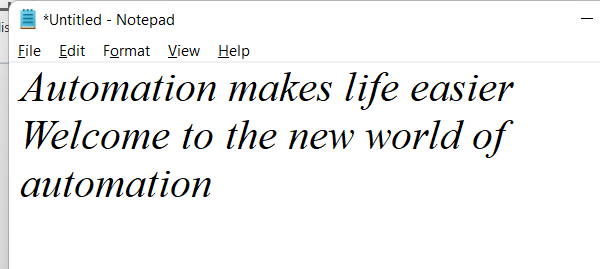 *Untitled - Notepad
File Edit Format View Help
Automation makes life easier
Welcome to the new world of
automation